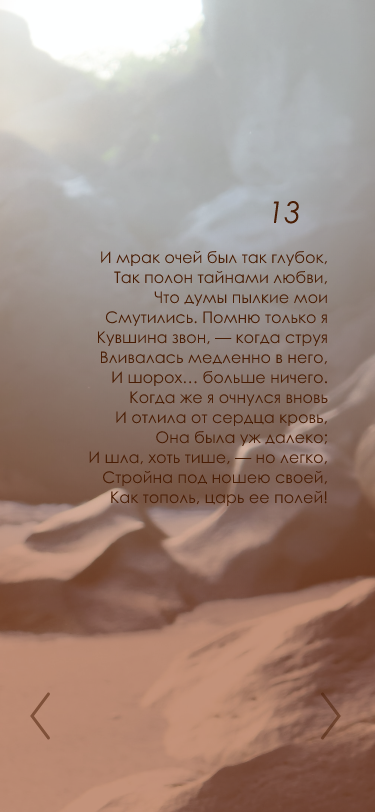 13
И мрак очей был так глубок,
Так полон тайнами любви,
Что думы пылкие мои
Смутились. Помню только я
Кувшина звон, — когда струя
Вливалась медленно в него,
И шорох... больше ничего.
Когда же я очнулся вновь
И отлила от сердца кровь,
Она была уж далеко;
И шла, хоть тише, — но легко,
Стройна под ношею своей,
Как тополь, царь ее полей!